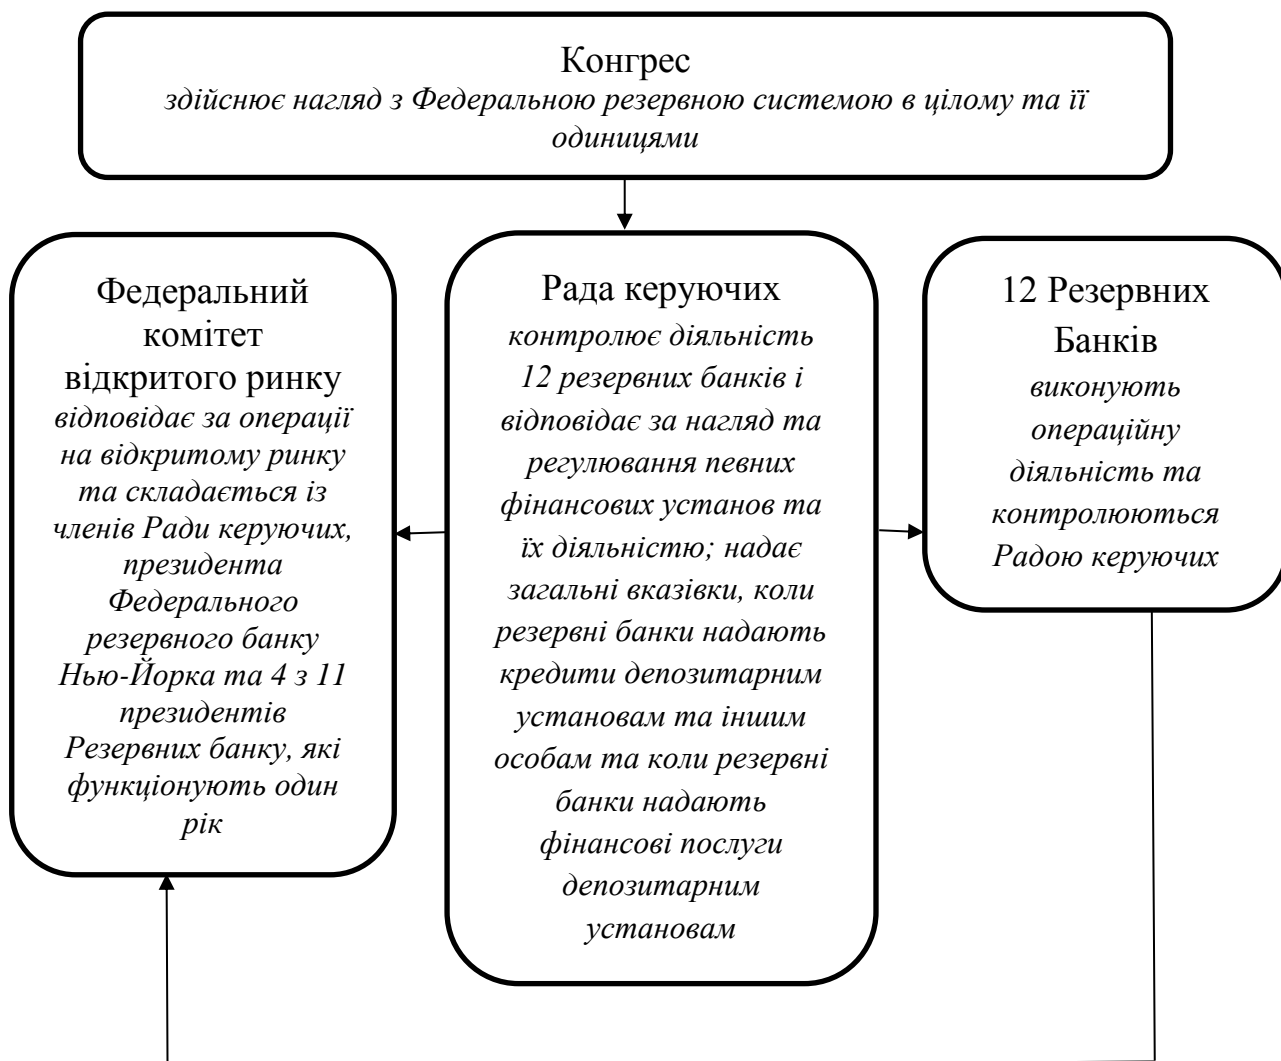 Конгрес
здійснює нагляд з Федеральною резервною системою в цілому та її
одиницями
Федеральний
комітет
відкритого ринку
відповідає за операції
на відкритому ринку
та складається із
членів Ради керуючих,
президента
Федерального
резервного банку
Нью-Йорка та 4 з 11
президентів
Резервних банку, які
функціонують один
рік
Рада керуючих
контролює діяльність
12 резервних банків і
відповідає за нагляд та
регулювання певних
фінансових установ та
їх діяльністю; надає
загальні вказівки, коли
резервні банки надають
кредити депозитарним
установам та іншим
особам та коли резервні
банки надають
фінансові послуги
депозитарним
установам
12 Резервних
Банків
виконують
операційну
діяльність та
контролюються
Радою керуючих